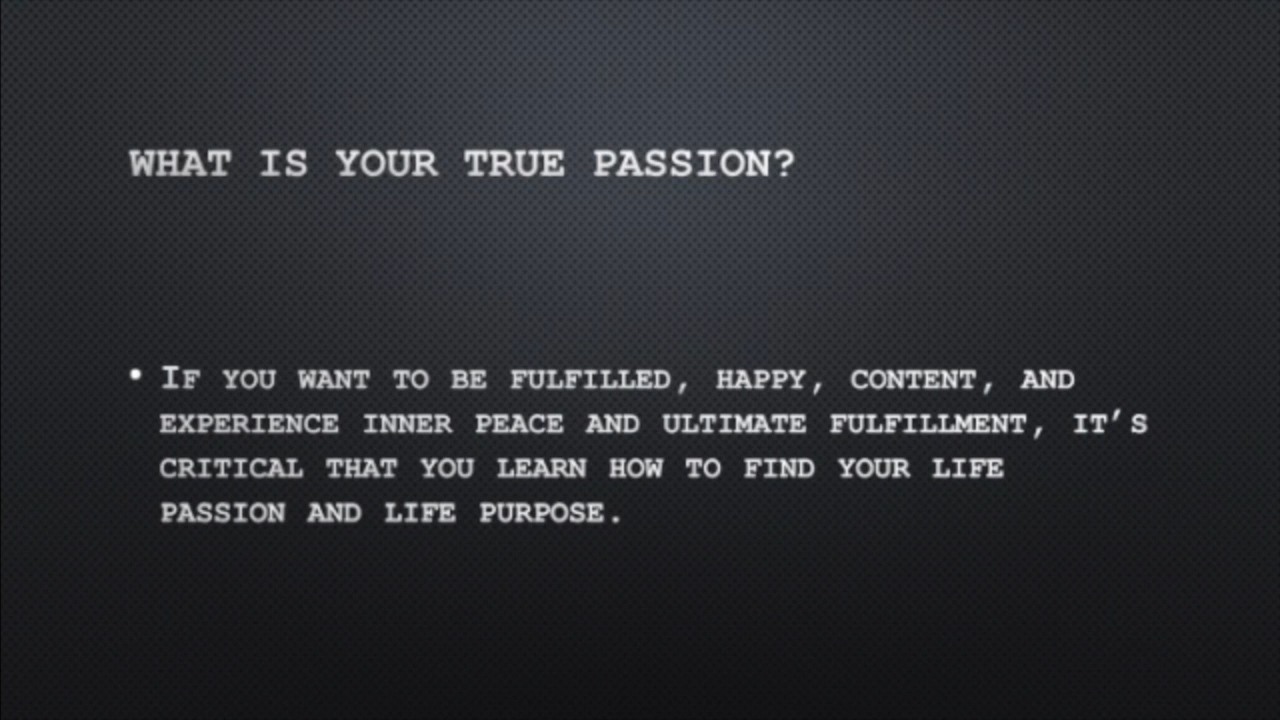 WHAT IS YOUR TRUE PASSION?
• IF YOU WANT TO BE FULFILLED, HAPPY, CONTENT, AND
EXPERIENCE INNER PEACE AND ULTIMATE FULFILLMENT, IT’S
CRITICAL THAT YOU LEARN HOW TO FIND YOUR LIFE
PASSION AND LIFE PURPOSE.